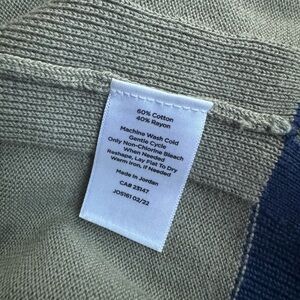 60% Cotton
40% Rayon
Machine Wash Cold
Gentle Cycle
Only Non-Chlorine Bleach
When Needed
Reshape, Lay Flat To Dry
Warm Iron, if Needed
Made in Jordan
CA# 23147
JOS161 02/22